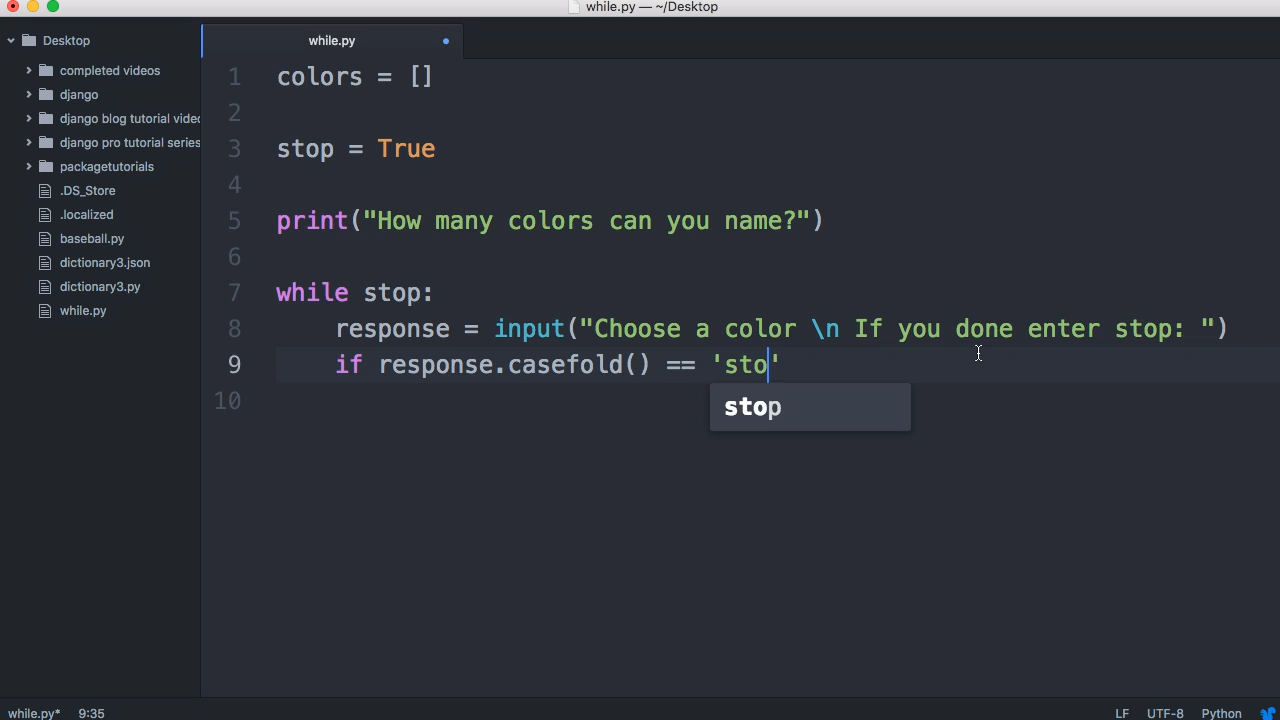 while.py — ~/Desktop
Desktop
completed videos
django
django blog tutorial vide
django pro tutorial series
packagetutorials
.DS_Store
.localized
baseball.py
dictionary3.json
dictionary3.py
while.py
while.py
1 colors = []
2
3 stop = True
4
5 print("How many colors can you name?")
6
7 while stop:
8 response = input("Choose a color \n If you done enter stop: ")
9 if response.casefold() == 'sto'
stop
10
while.py* 9:35
LF UTF-8 Python